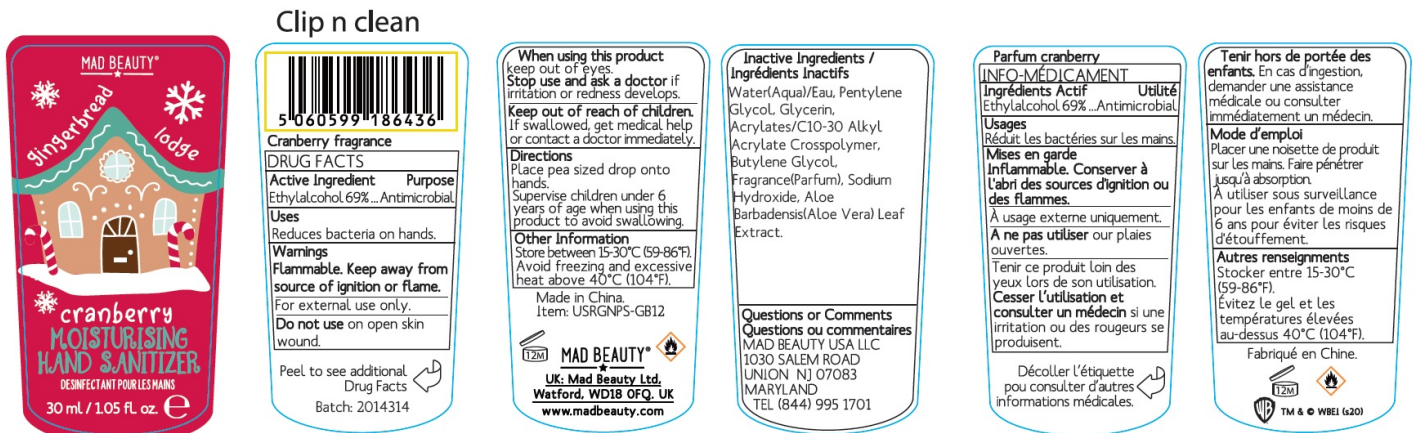 Clip n clean
MAD BEAUTY®
gingerbread lodge
cranberry
MOISTURISING
HAND SANITIZER
DESINFECTANT POUR LES MAINS
30 ml / 1.05 fl. oz. e
5 060599 186436
Cranberry fragrance
DRUG FACTS
Active Ingredient Purpose
Ethylalcohol 69%...Antimicrobial
Uses
Reduces bacteria on hands.
Warnings
Flammable. Keep away from
source of ignition or flame.
For external use only.
Do not use on open skin
wound.
Peel to see additional
Drug Facts
Batch: 2014314
When using this product
keep out of eyes.
Stop use and ask a doctor if
irritation or redness develops.
Keep out of reach of children.
If swallowed, get medical help
or contact a doctor immediately.
Directions
Place pea sized drop onto
hands.
Supervise children under 6
years of age when using this
product to avoid swallowing.
Other Information
Store between 15-30°C (59-86°F).
Avoid freezing and excessive
heat above 40°C (104°F).
Made in China.
Item: USRGNPS-GB12
12M
MAD BEAUTY®
UK: Mad Beauty Ltd,
Watford, WD18 0FQ. UK
www.madbeauty.com
Inactive Ingredients /
Ingrédients Inactifs
Water(Aqua)/Eau, Pentylene
Glycol, Glycerin,
Acrylates/C10-30 Alkyl
Acrylate Crosspolymer,
Butylene Glycol,
Fragrance(Parfum), Sodium
Hydroxide, Aloe
Barbadensis(Aloe Vera) Leaf
Extract.
Questions or Comments
Questions ou commentaires
MAD BEAUTY USA LLC
1030 SALEM ROAD
UNION NJ 07083
MARYLAND
TEL (844) 995 1701
Parfum cranberry
INFO-MÉDICAMENT
Ingrédients Actif Utilité
Ethylalcohol 69%...Antimicrobial
Usages
Réduit les bactéries sur les mains.
Mises en garde
Inflammable. Conserver à
l'abri des sources d'ignition ou
des flammes.
À usage externe uniquement.
A ne pas utiliser our plaies
ouvertes.
Tenir ce produit loin des
yeux lors de son utilisation.
Cesser l'utilisation et
consulter un médecin si une
irritation ou des rougeurs se
produisent.
Décoller l'étiquette
pou consulter d'autres
informations médicales.
Tenir hors de portée des
enfants. En cas d'ingestion,
demander une assistance
médicale ou consulter
immédiatement un médecin.
Mode d'emploi
Placer une noisette de produit
sur les mains. Faire pénétrer
jusqu'à absorption.
À utiliser sous surveillance
pour les enfants de moins de
6 ans pour éviter les risques
d'étouffement.
Autres renseignments
Stocker entre 15-30°C
(59-86°F).
Évitez le gel et les
températures élevées
au-dessus 40°C (104°F).
Fabriqué en Chine.
12M
WB TM & © WBEI (s20)